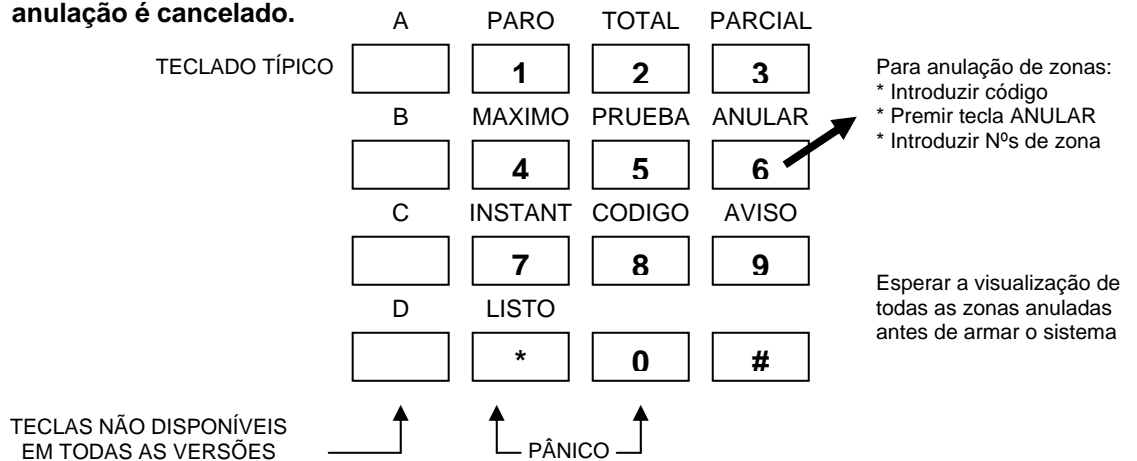 anulação é cancelado.
A PARO TOTAL PARCIAL
TECLADO TÍPICO
1 2 3
Para anulação de zonas:
* Introduzir código
* Premir tecla ANULAR
* Introduzir Nºs de zona
B MAXIMO PRUEBA ANULAR
4 5 6
C INSTANT CODIGO AVISO
7 8 9
Esperar a visualização de
todas as zonas anuladas
antes de armar o sistema
D LISTO
* 0 #
TECLAS NÃO DISPONÍVEIS
EM TODAS AS VERSÕES
PÂNICO